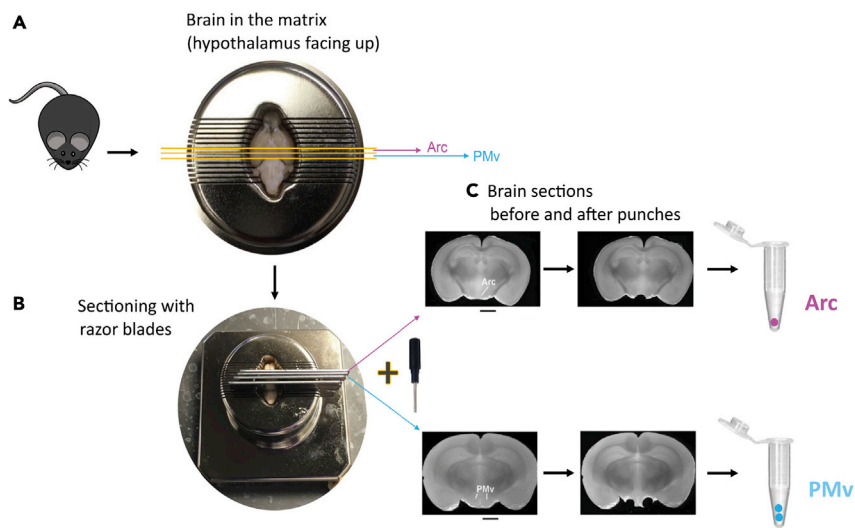 A
Brain in the matrix
(hypothalamus facing up)
Arc
PMv
C Brain sections
before and after punches
B
Sectioning with
razor blades
Arc
Arc
PMv
PMv